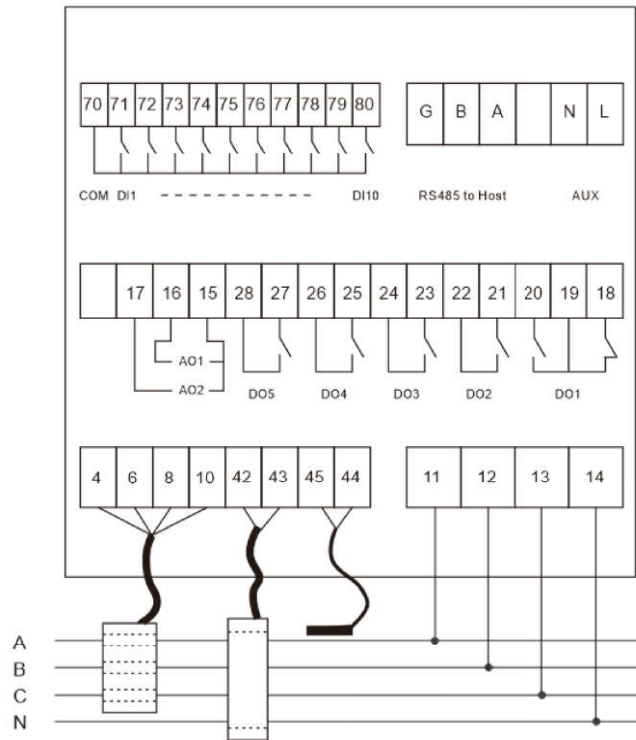 70 71 72 73 74 75 76 77 78 79 80
G B A N L
COM DI1 DI10
RS485 to Host AUX
17 16 15 28 27 26 25 24 23 22 21 20 19 18
AO1
AO2
DO5 DO4 DO3 DO2 DO1
4 6 8 10 42 43 45 44
11 12 13 14
A
B
C
N